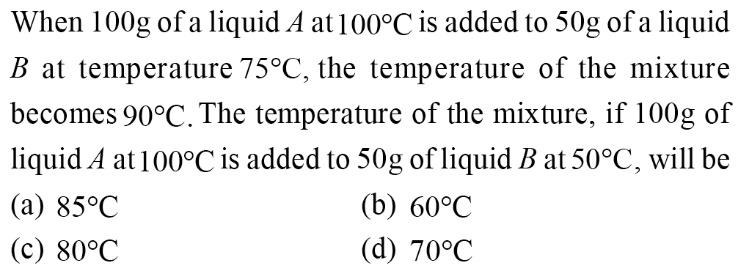 When 100g of a liquid A at 100°C is added to 50g of a liquid
B at temperature 75°C, the temperature of the mixture
becomes 90°C. The temperature of the mixture, if 100g of
liquid A at 100°C is added to 50g of liquid B at 50°C, will be
(a) 85°C (b) 60°C
(c) 80°C (d) 70°C